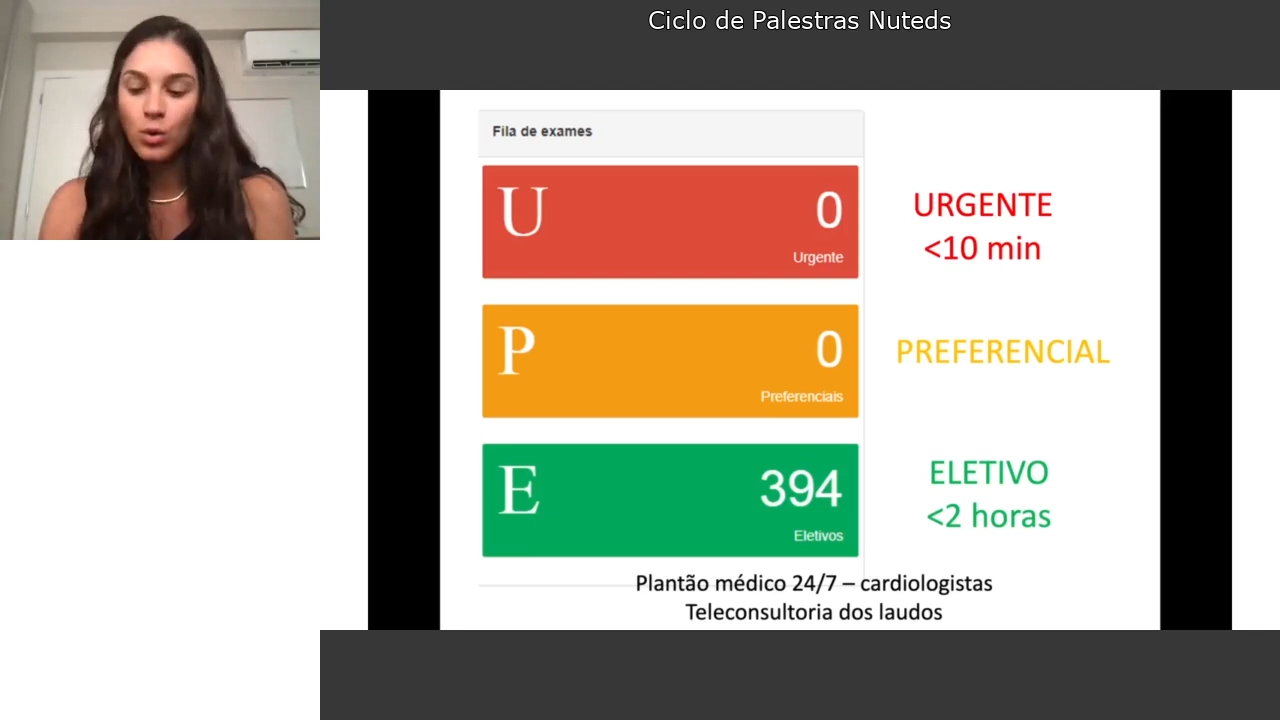 Ciclo de Palestras Nuteds
Fila de exames
U
0
Urgente
URGENTE
<10 min
P
0
Preferenciais
PREFERENCIAL
E
394
Eletivos
ELETIVO
<2 horas
Plantão médico 24/7 – cardiologistas
Teleconsultoria dos laudos